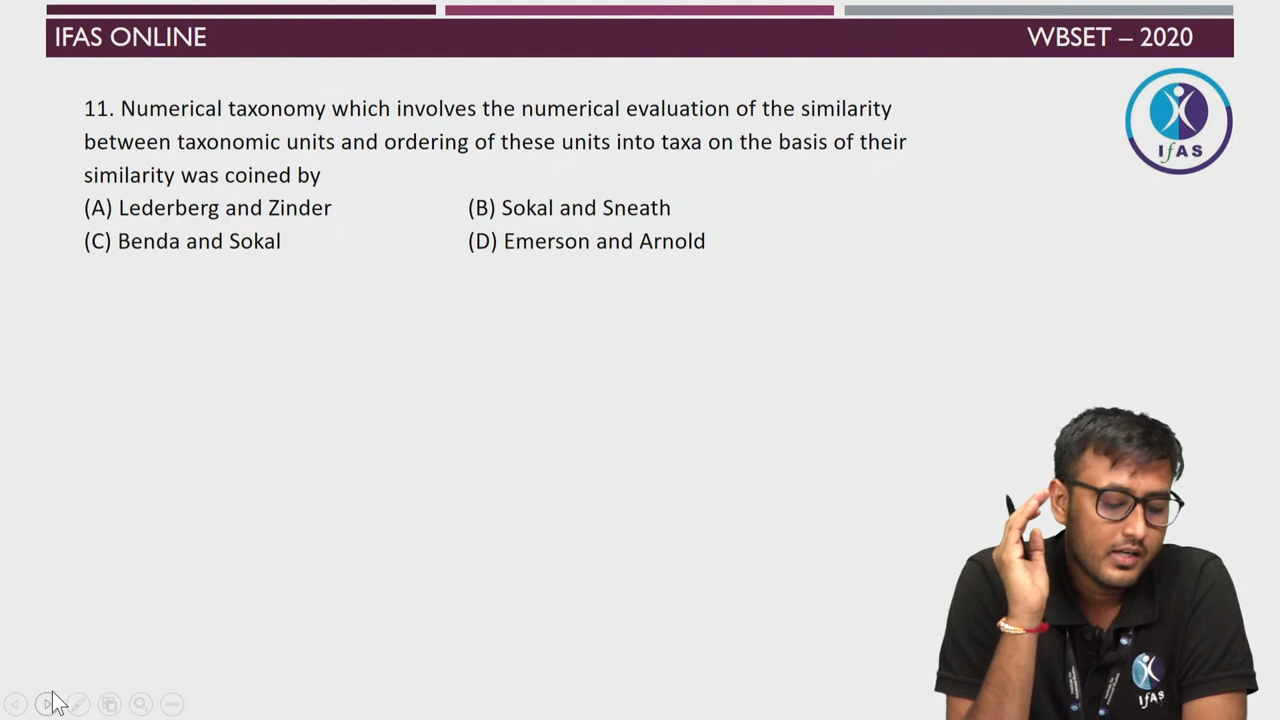 IFAS ONLINE
WBSET – 2020
IfAS
11. Numerical taxonomy which involves the numerical evaluation of the similarity
between taxonomic units and ordering of these units into taxa on the basis of their
similarity was coined by
(A) Lederberg and Zinder (B) Sokal and Sneath
(C) Benda and Sokal (D) Emerson and Arnold
IfAS